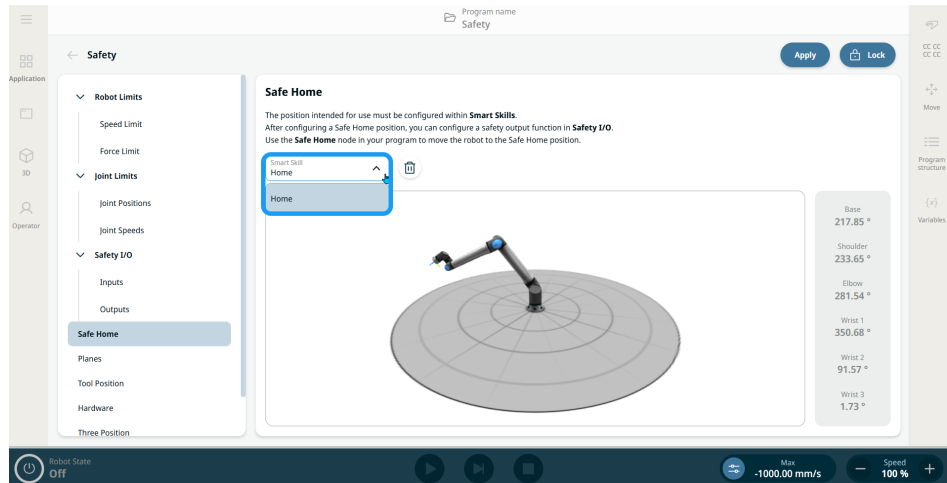 Program name
Safety
Safety
Apply
Lock
CC CC
CC CC
Application
3D
Operator
Robot Limits
Speed Limit
Force Limit
Joint Limits
Joint Positions
Joint Speeds
Safety I/O
Inputs
Outputs
Safe Home
Planes
Tool Position
Hardware
Three Position
Safe Home
The position intended for use must be configured within Smart Skills.
After configuring a Safe Home position, you can configure a safety output function in Safety I/O.
Use the Safe Home node in your program to move the robot to the Safe Home position.
Smart Skill
Home
Home
Base
217.85 °
Shoulder
233.65 °
Elbow
281.54 °
Wrist 1
350.68 °
Wrist 2
91.57 °
Wrist 3
1.73 °
Move
Program
structure
Variables
Robot State
Off
Max
-1000.00 mm/s
Speed
100 %